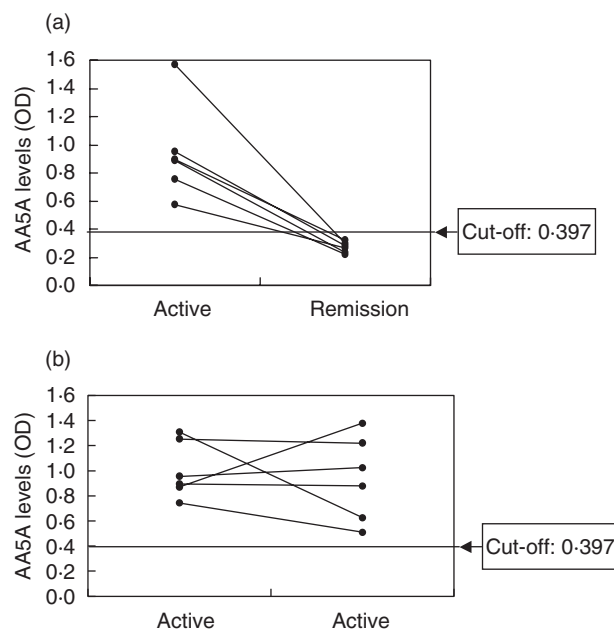 (a)
AA5A levels (OD)
1·6
1·4
1·2
1·0
0·8
0·6
0·4
0·2
0·0
Cut-off: 0·397
Active Remission
(b)
AA5A levels (OD)
1·6
1·4
1·2
1·0
0·8
0·6
0·4
0·2
0·0
Cut-off: 0·397
Active Active